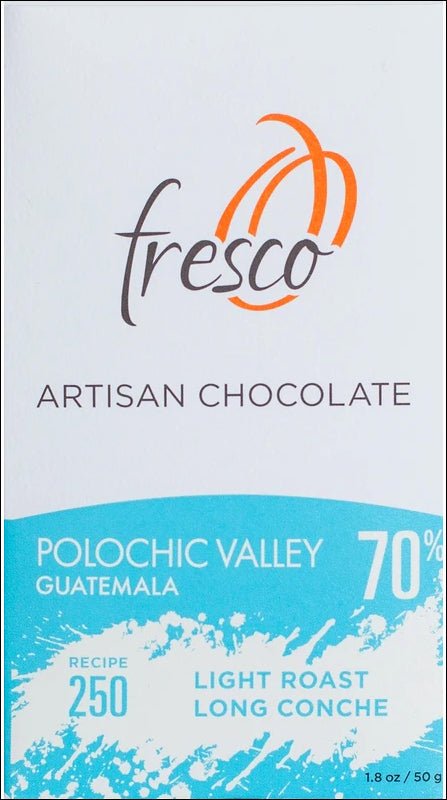 fresco
ARTISAN CHOCOLATE
POLOCHIC VALLEY
GUATEMALA
70%
RECIPE
250
LIGHT ROAST
LONG CONCHE
1.8 oz / 50 g